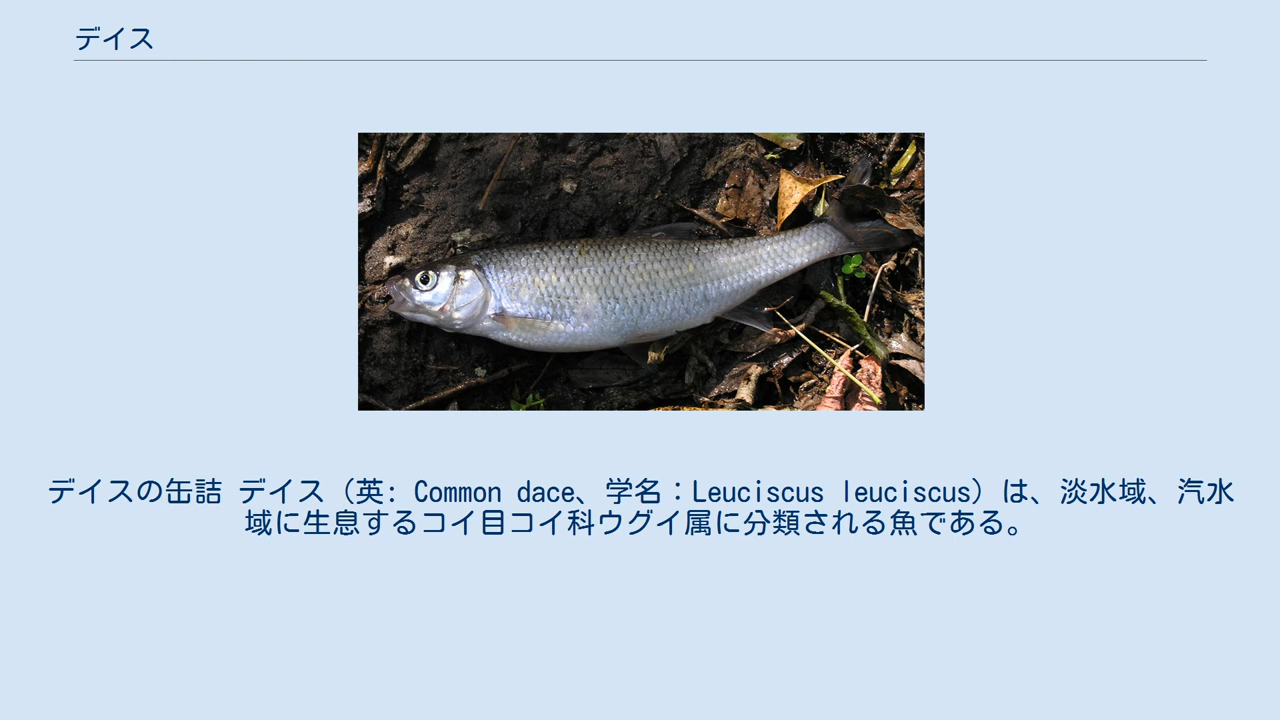 デイス
デイスの缶詰 デイス（英: Common dace、学名：Leuciscus leuciscus）は、淡水域、汽水
域に生息するコイ目コイ科ウグイ属に分類される魚である。